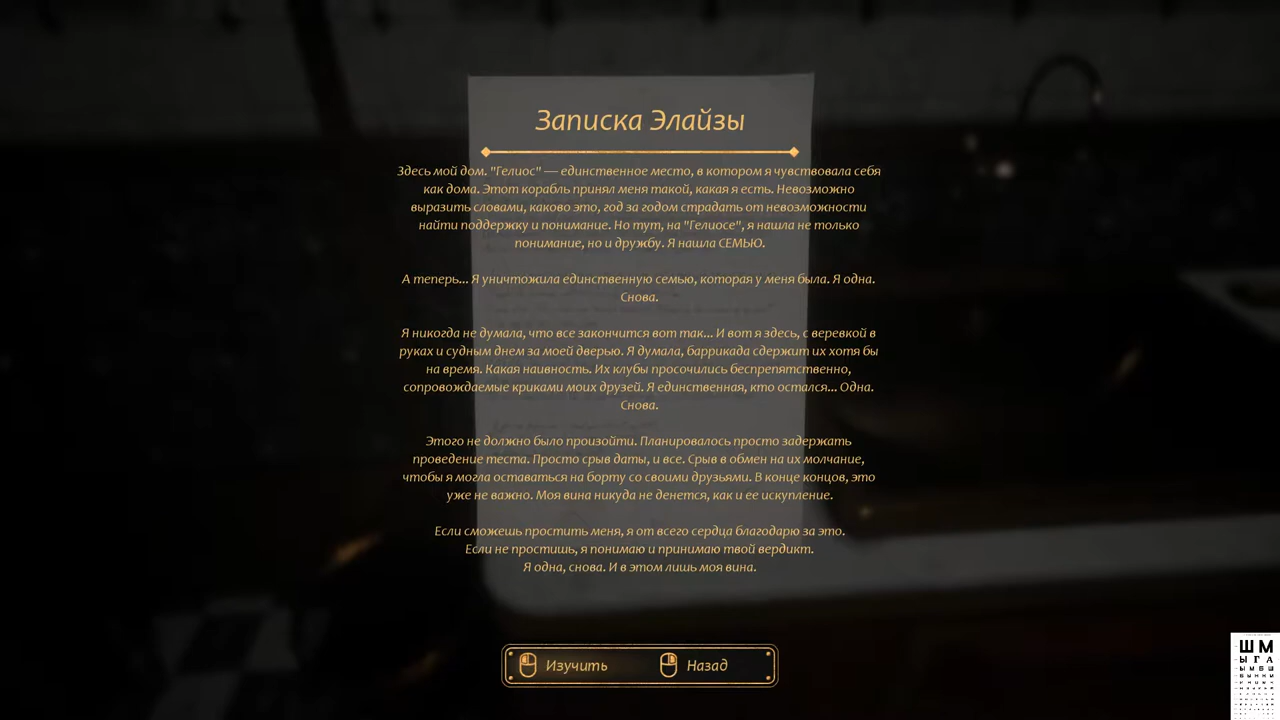 Записка Элайзы
Здесь мой дом. "Гелиос" — единственное место, в котором я чувствовала себя
как дома. Этот корабль принял меня такой, какая я есть. Невозможно
выразить словами, каково это, год за годом страдать от невозможности
найти поддержку и понимание. Но тут, на "Гелиосе", я нашла не только
понимание, но и дружбу. Я нашла СЕМЬЮ.
А теперь... Я уничтожила единственную семью, которая у меня была. Я одна.
Снова.
Я никогда не думала, что все закончится вот так... И вот я здесь, с веревкой в
руках и судным днем за моей дверью. Я думала, баррикада сдержит их хотя бы
на время. Какая наивность. Их клубы просочились беспрепятственно,
сопровождаемые криками моих друзей. Я единственная, кто остался... Одна.
Снова.
Этого не должно было произойти. Планировалось просто задержать
проведение теста. Просто срыв даты, и все. Срыв в обмен на их молчание,
чтобы я могла оставаться на борту со своими друзьями. В конце концов, это
уже не важно. Моя вина никуда не денется, как и ее искупление.
Если сможешь простить меня, я от всего сердца благодарю за это.
Если не простишь, я понимаю и принимаю твой вердикт.
Я одна, снова. И в этом лишь моя вина.
Изучить Назад
Ш М
Ы Г А
Ы М Б Ш
Б Ы Н К И